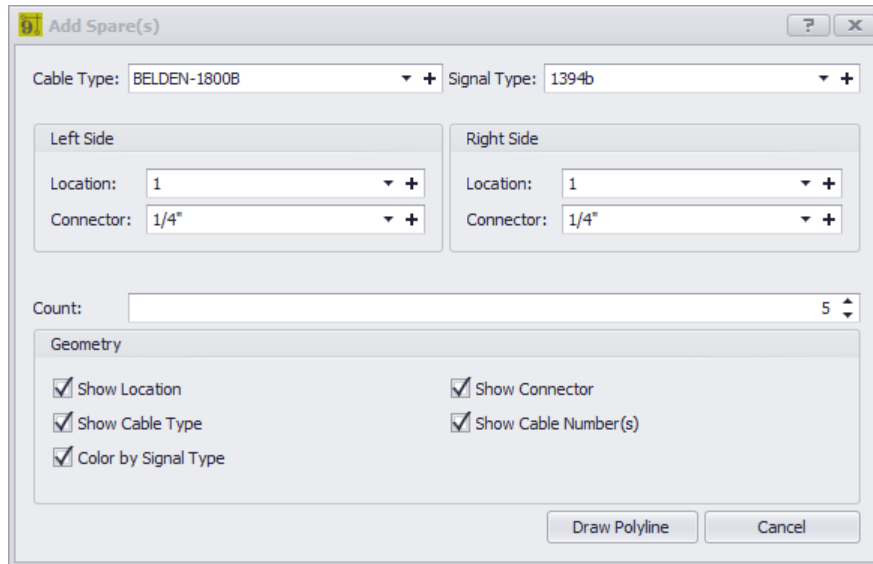 9 Add Spare(s) ? x
Cable Type: BELDEN-1800B + Signal Type: 1394b +
Left Side
Location: 1 +
Connector: 1/4" +
Right Side
Location: 1 +
Connector: 1/4" +
Count: 5
Geometry
Show Location
Show Connector
Show Cable Type
Show Cable Number(s)
Color by Signal Type
Draw Polyline Cancel